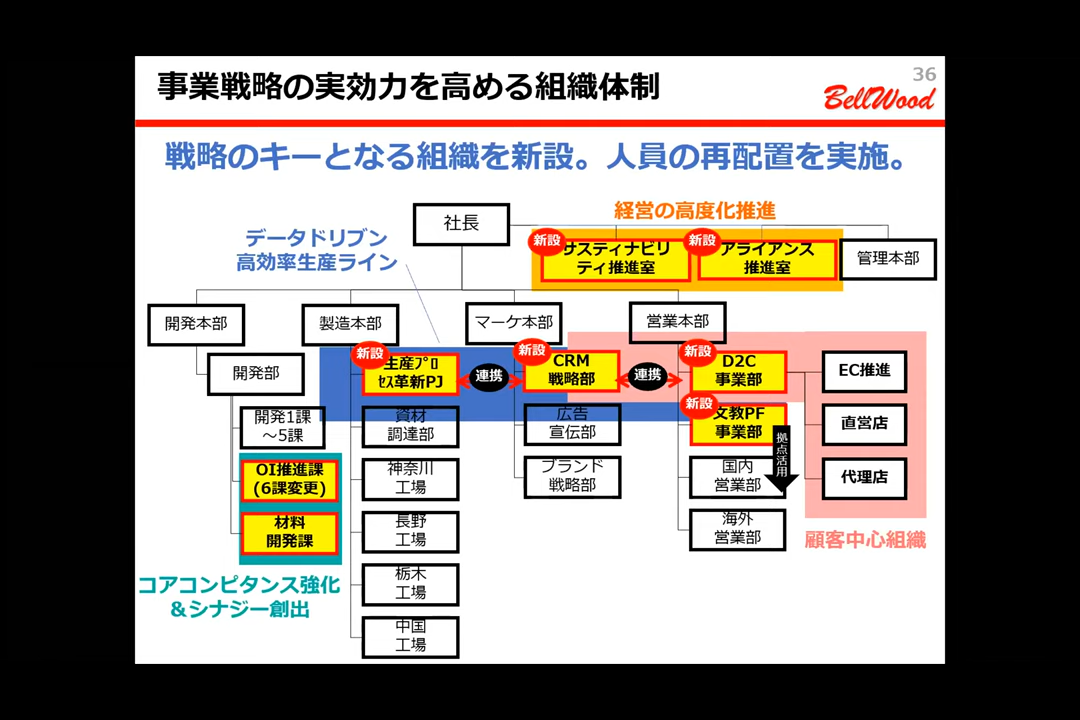 36
事業戦略の実効力を高める組織体制
BellWood
戦略のキーとなる組織を新設。人員の再配置を実施。
社長
経営の高度化推進
データドリブン
高効率生産ライン
新設
サスティナビリ
ティ推進室
新設
アライアンス
推進室
管理本部
開発本部
製造本部
マーケ本部
営業本部
開発部
新設
生産ﾌﾟﾛ
ｾｽ革新PJ
連携
新設
CRM
戦略部
連携
新設
D2C
事業部
EC推進
開発1課
～5課
資材
調達部
広告
宣伝部
新設
文教PF
事業部
直営店
拠点活用
OI推進課
(6課変更)
神奈川
工場
ブランド
戦略部
国内
営業部
代理店
材料
開発課
長野
工場
海外
営業部
顧客中心組織
コアコンピタンス強化
＆シナジー創出
栃木
工場
中国
工場